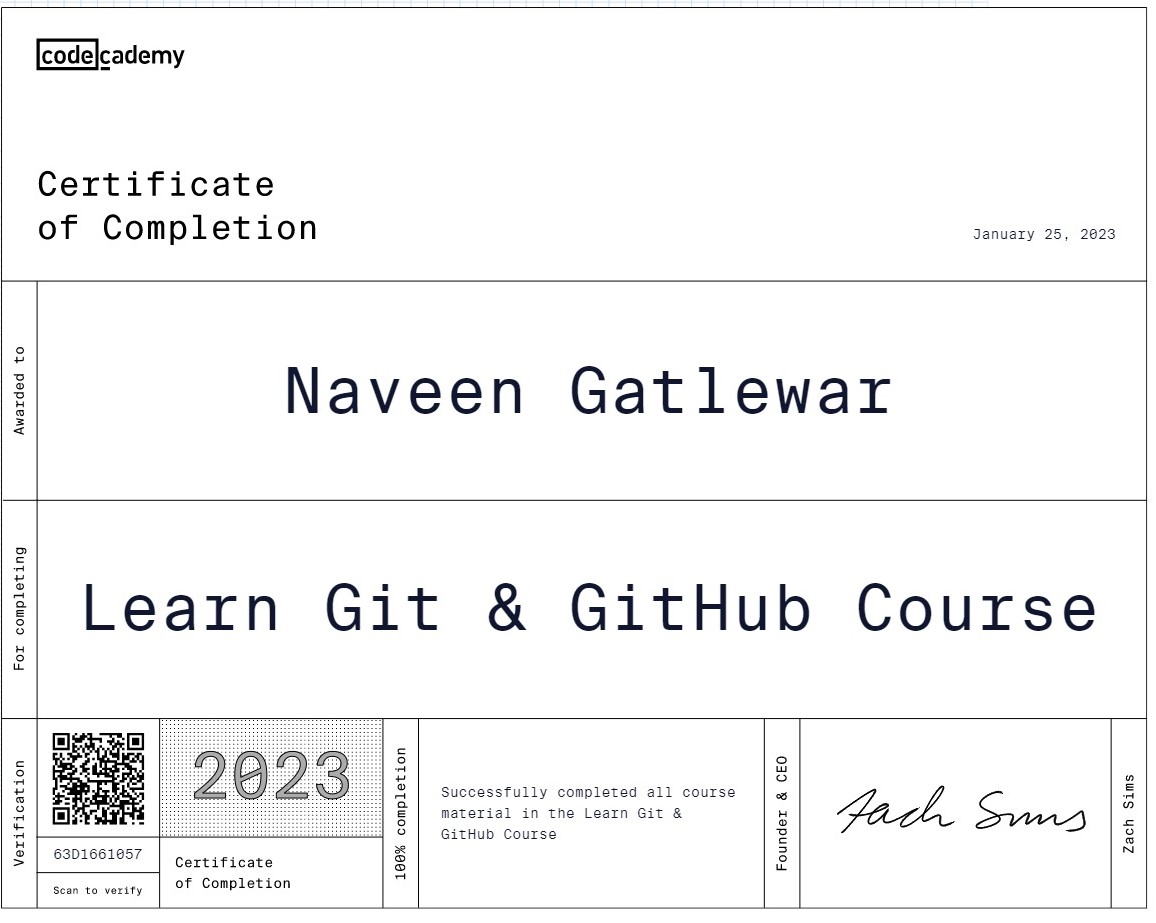 codecademy
Certificate
of Completion
January 25, 2023
Awarded to
Naveen Gatlewar
For completing
Learn Git & GitHub Course
Verification
63D1661057
Scan to verify
2023
Certificate
of Completion
100% completion
Successfully completed all course
material in the Learn Git &
GitHub Course
Founder & CEO
Zach Sims
Zach Sims